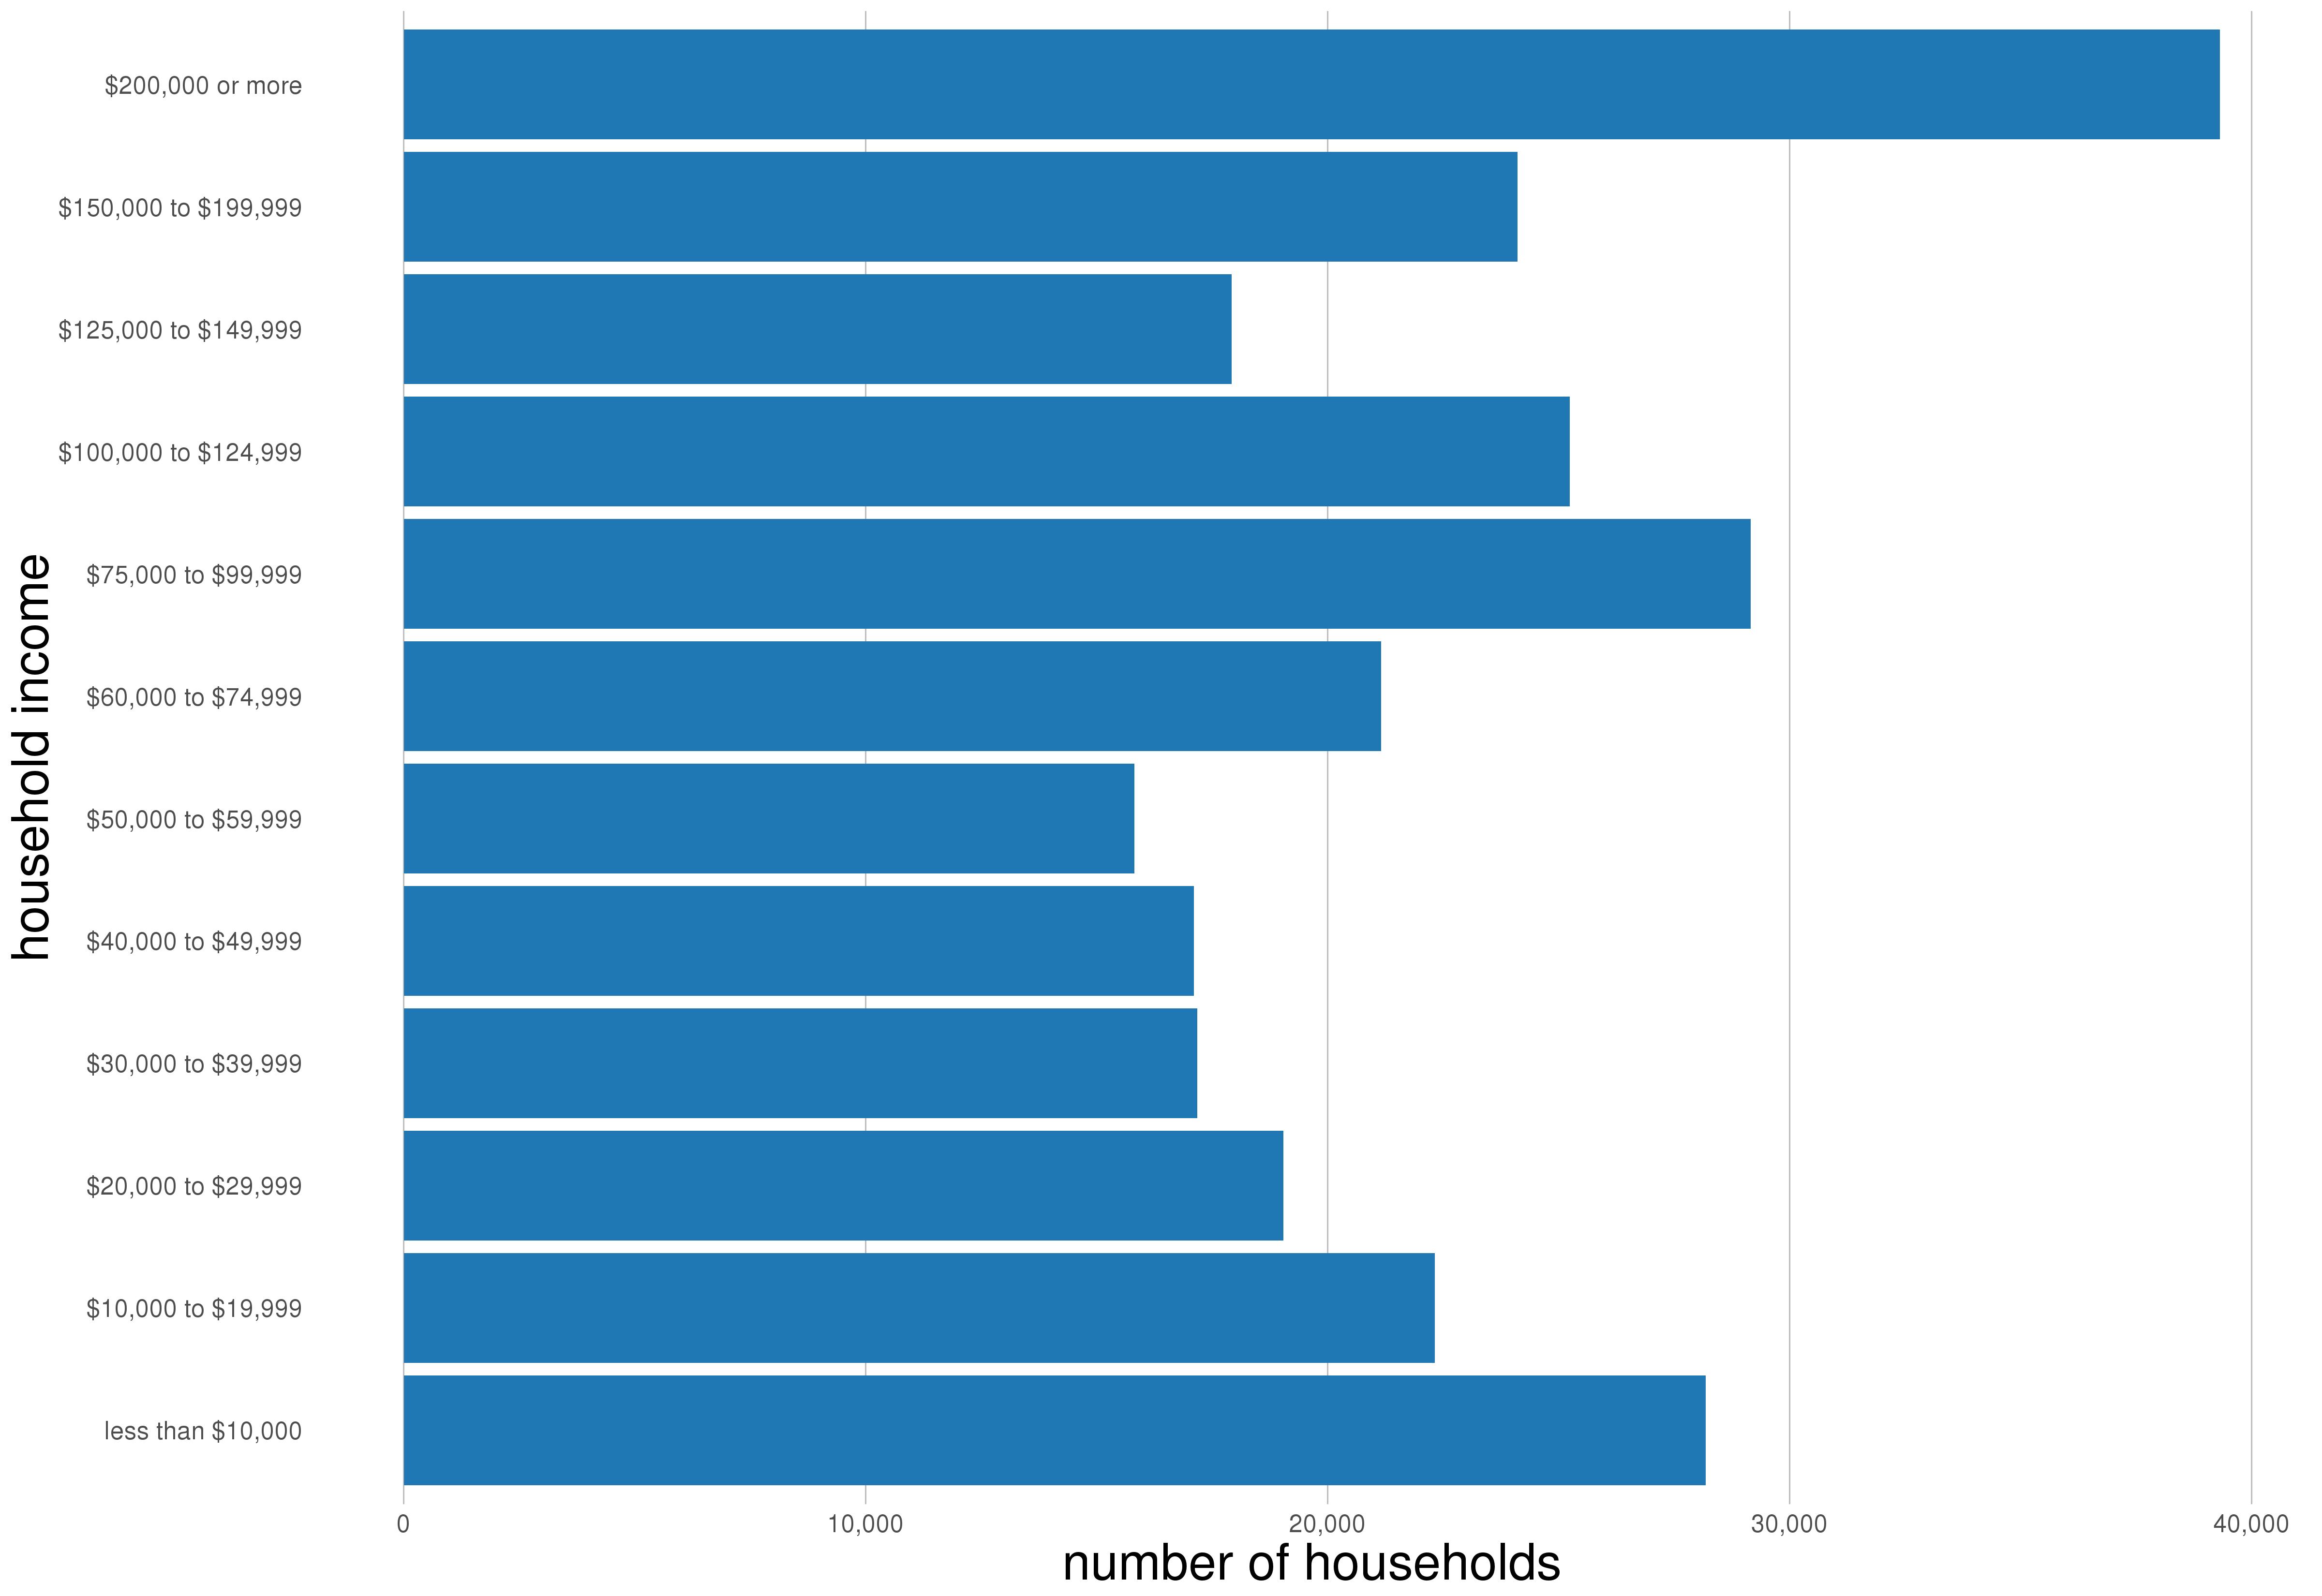 household income
$200,000 or more
$150,000 to $199,999
$125,000 to $149,999
$100,000 to $124,999
$75,000 to $99,999
$60,000 to $74,999
$50,000 to $59,999
$40,000 to $49,999
$30,000 to $39,999
$20,000 to $29,999
$10,000 to $19,999
less than $10,000
0 10,000 20,000 30,000 40,000
number of households